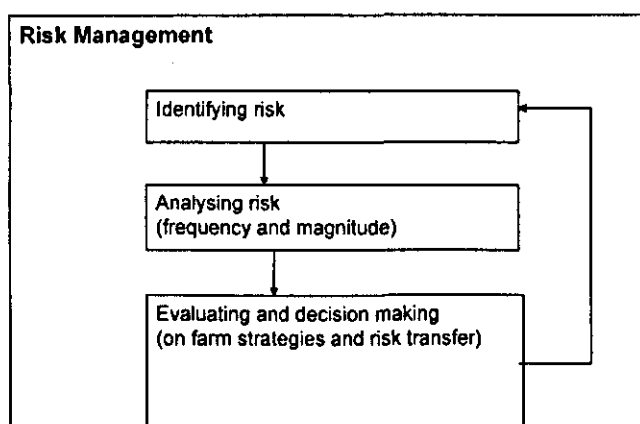 Risk Management
Identifying risk
Analysing risk
(frequency and magnitude)
Evaluating and decision making
(on farm strategies and risk transfer)